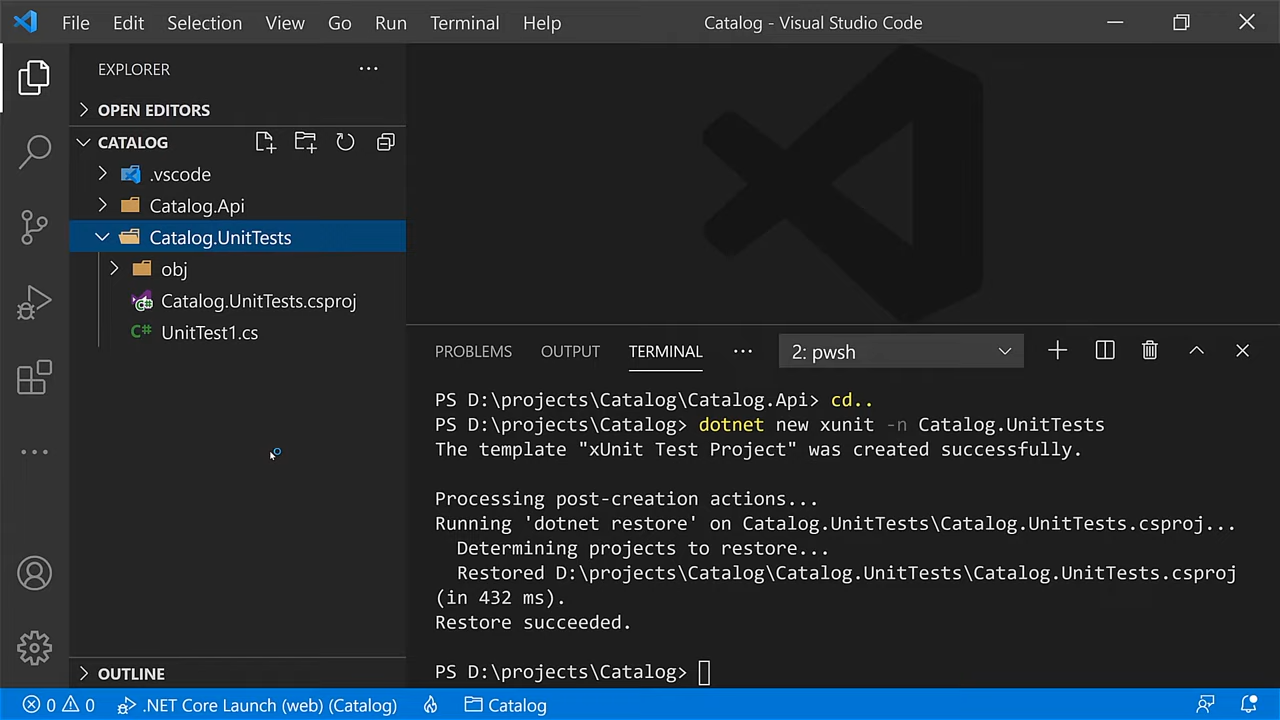 File Edit Selection View Go Run Terminal Help Catalog - Visual Studio Code
EXPLORER
OPEN EDITORS
CATALOG
.vscode
Catalog.Api
Catalog.UnitTests
obj
Catalog.UnitTests.csproj
C# UnitTest1.cs
OUTLINE
PROBLEMS OUTPUT TERMINAL 2: pwsh
PS D:\projects\Catalog\Catalog.Api> cd..
PS D:\projects\Catalog> dotnet new xunit -n Catalog.UnitTests
The template "xUnit Test Project" was created successfully.
Processing post-creation actions...
Running 'dotnet restore' on Catalog.UnitTests\Catalog.UnitTests.csproj...
Determining projects to restore...
Restored D:\projects\Catalog\Catalog.UnitTests\Catalog.UnitTests.csproj
(in 432 ms).
Restore succeeded.
PS D:\projects\Catalog>
0 0 .NET Core Launch (web) (Catalog) Catalog